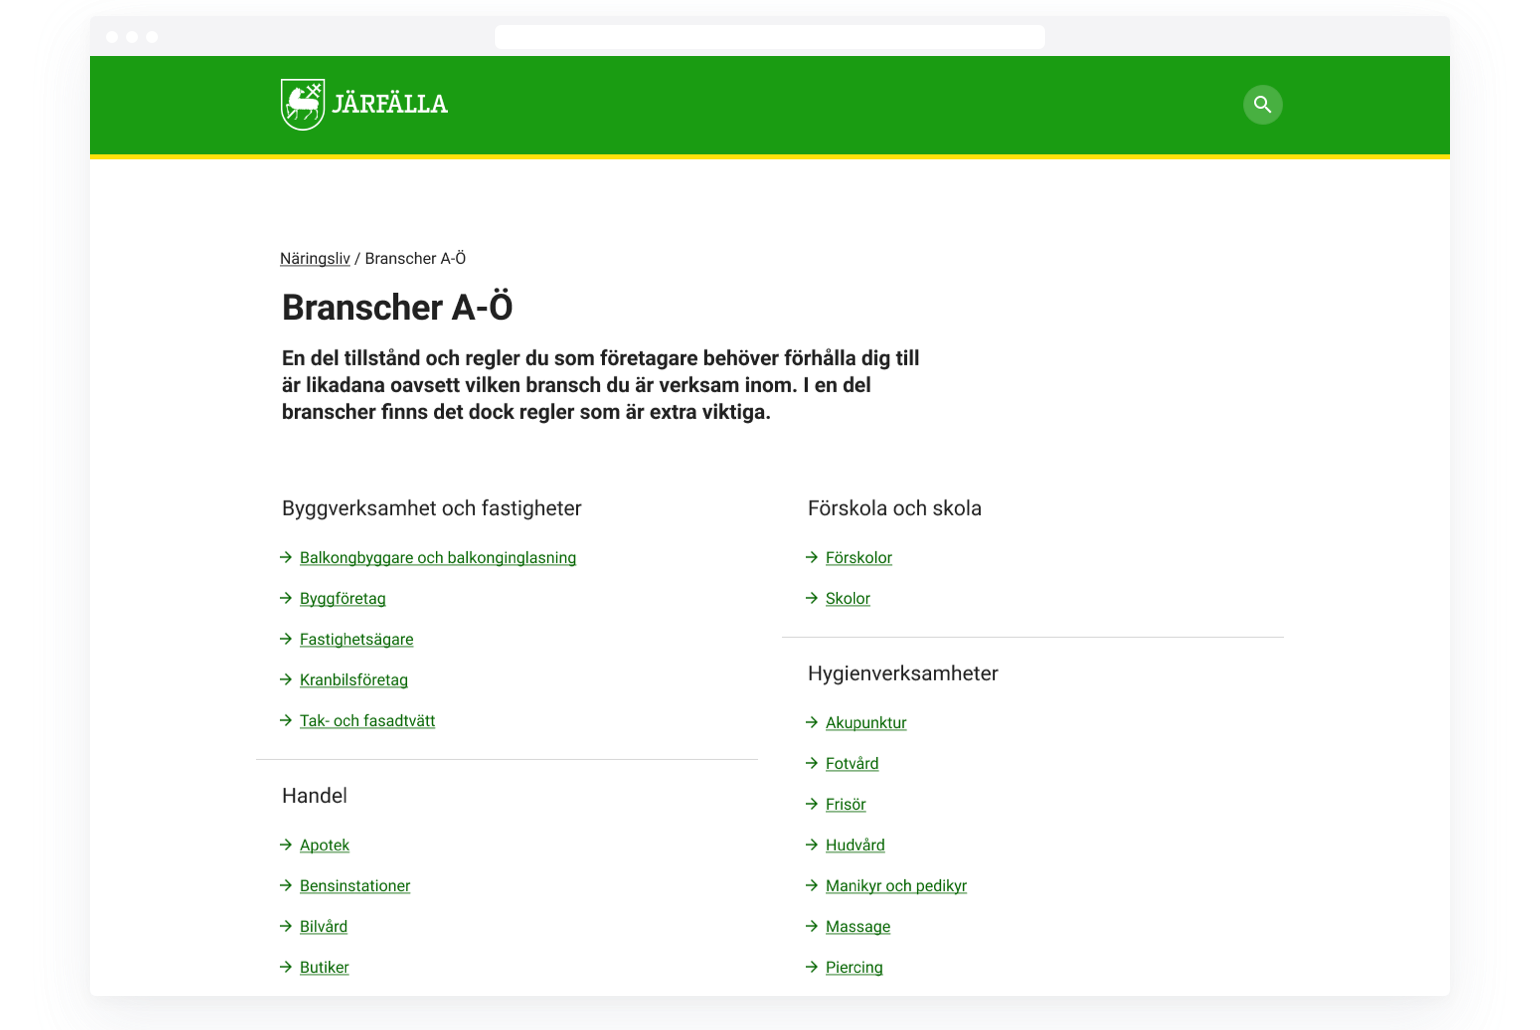 JÄRFÄLLA
Näringsliv / Branscher A-Ö
Branscher A-Ö
En del tillstånd och regler du som företagare behöver förhålla dig till
är likadana oavsett vilken bransch du är verksam inom. I en del
branscher finns det dock regler som är extra viktiga.
Byggverksamhet och fastigheter
Balkongbyggare och balkonginglasning
Byggföretag
Fastighetsägare
Kranbilsföretag
Tak- och fasadtvätt
Handel
Apotek
Bensinstationer
Bilvård
Butiker
Förskola och skola
Förskolor
Skolor
Hygienverksamheter
Akupunktur
Fotvård
Frisör
Hudvård
Manikyr och pedikyr
Massage
Piercing